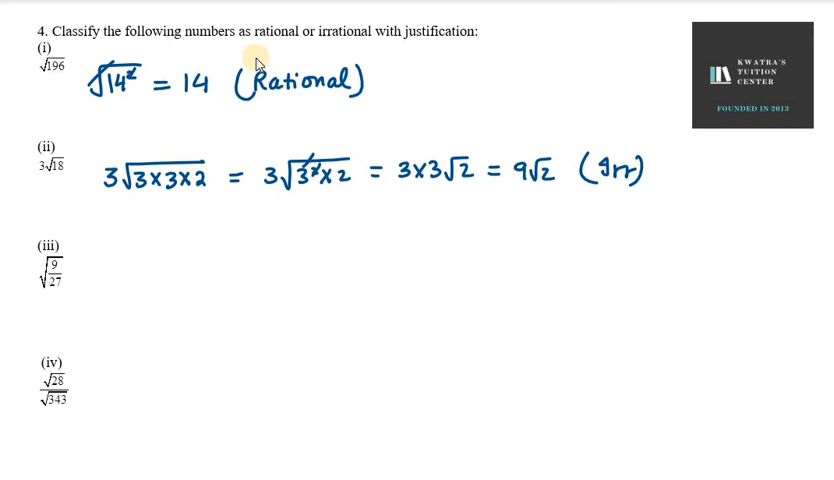 4. Classify the following numbers as rational or irrational with justification:
(i)
√196
√14² = 14 (Rational)
(ii)
3√18
3√3×3×2 = 3√3²×2 = 3×3√2 = 9√2 (Irr)
(iii)
√9/27
(iv)
√28
√343
KWATRA'S
TUITION
CENTER
FOUNDED IN 2013